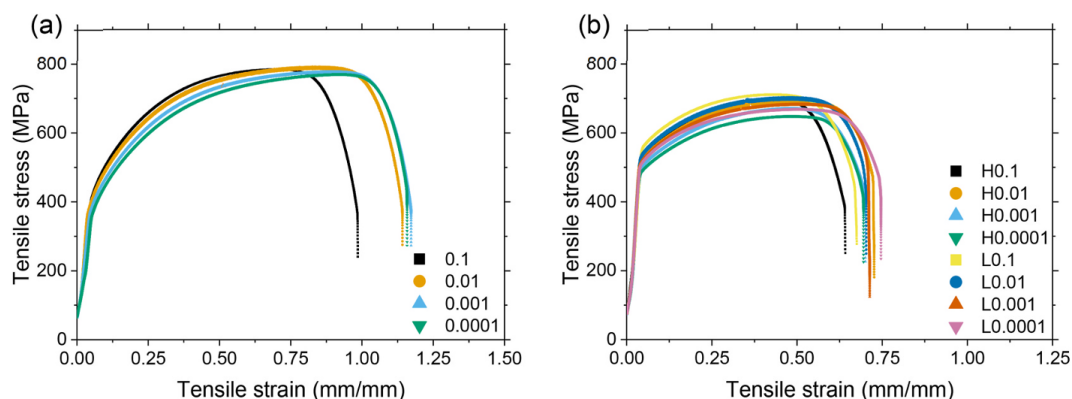 (a)
Tensile stress (MPa)
800
600
400
200
0
0.00 0.25 0.50 0.75 1.00 1.25 1.50
Tensile strain (mm/mm)
0.1
0.01
0.001
0.0001
(b)
Tensile stress (MPa)
800
600
400
200
0
0.00 0.25 0.50 0.75 1.00 1.25
Tensile strain (mm/mm)
H0.1
H0.01
H0.001
H0.0001
L0.1
L0.01
L0.001
L0.0001